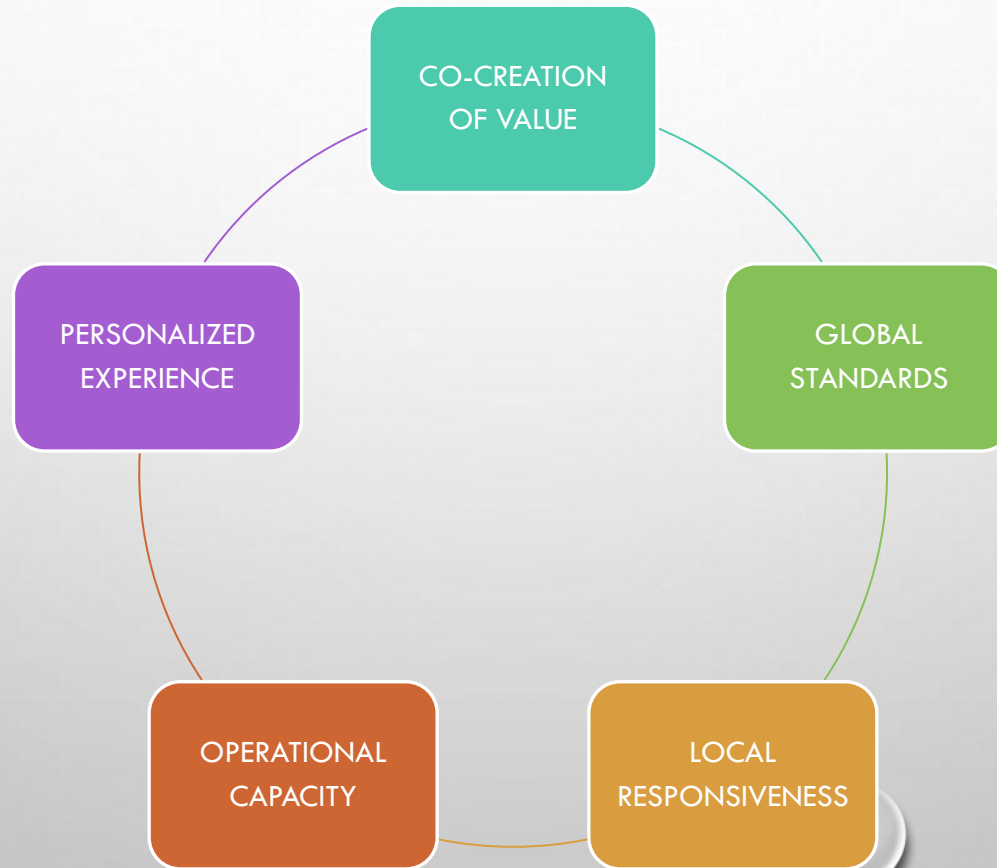 CO-CREATION
OF VALUE
PERSONALIZED
EXPERIENCE
GLOBAL
STANDARDS
OPERATIONAL
CAPACITY
LOCAL
RESPONSIVENESS